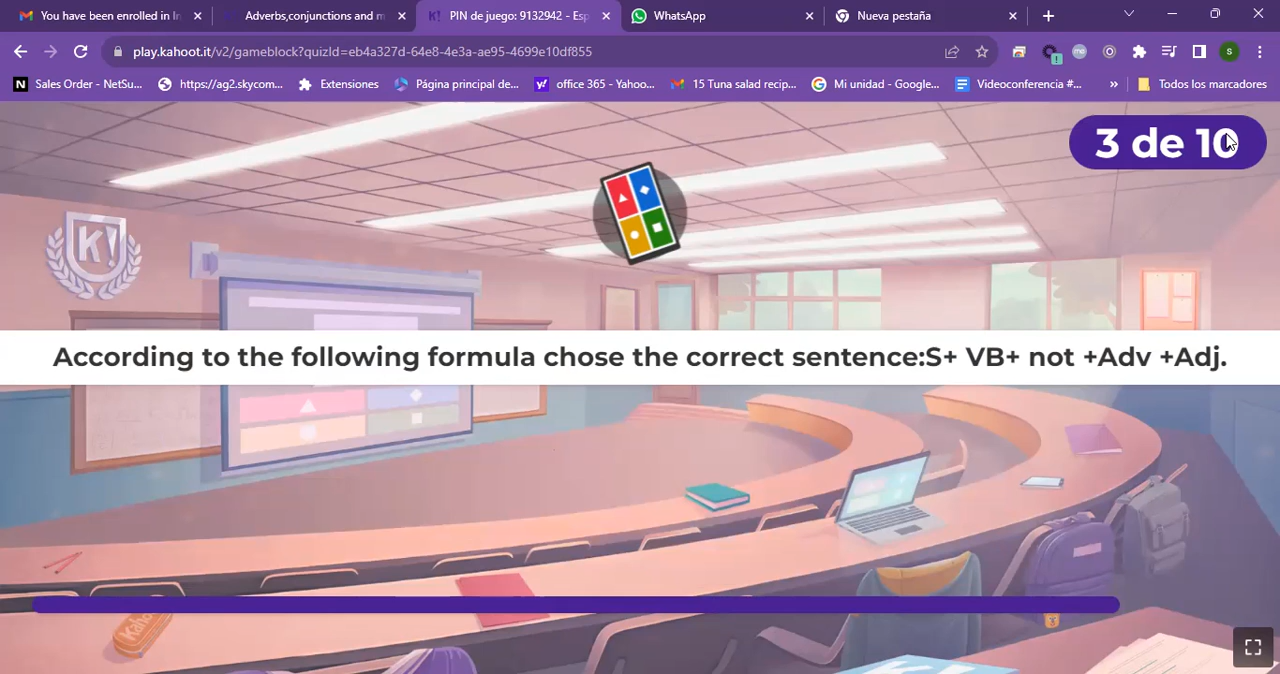 You have been enrolled in In
Adverbs,conjunctions and m
PIN de juego: 9132942 - Esp
WhatsApp
Nueva pestaña
play.kahoot.it/v2/gameblock?quizId=eb4a327d-64e8-4e3a-ae95-4699e10df855
S
N Sales Order - NetSu...
https://ag2.skycom...
Extensiones
Página principal de...
office 365 - Yahoo...
15 Tuna salad recip...
Mi unidad - Google...
Videoconferencia #...
»
Todos los marcadores
3 de 10
K!
According to the following formula chose the correct sentence:S+ VB+ not +Adv +Adj.